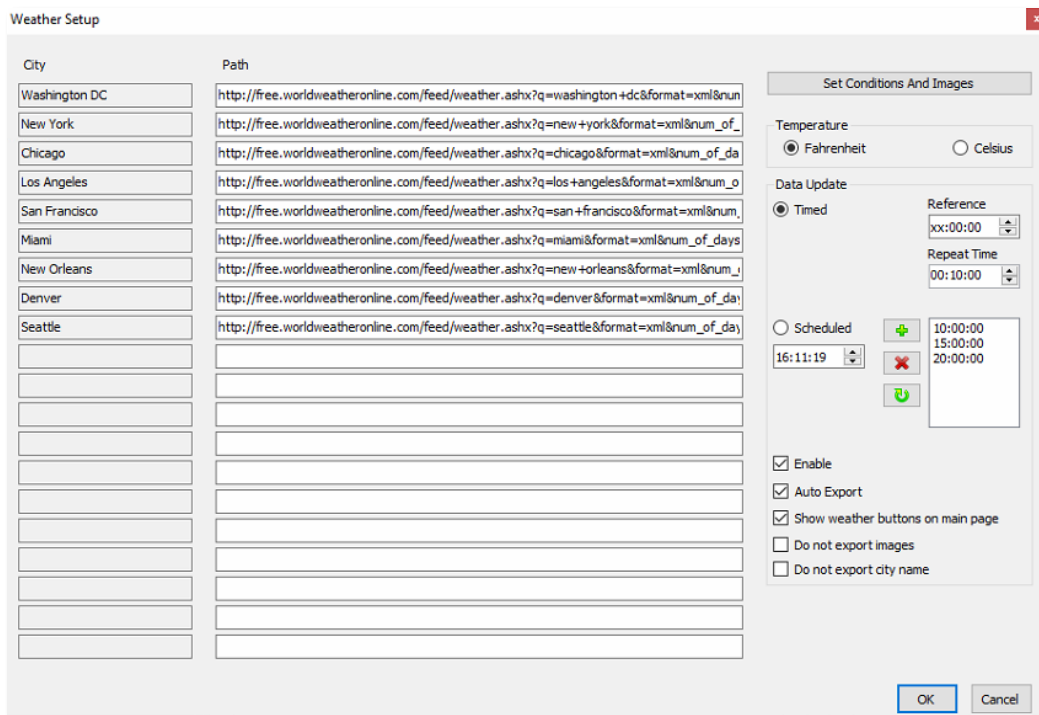 Weather Setup
City
Path
Washington DC
http://free.worldweatheronline.com/feed/weather.ashx?q=washington+dc&format=xml&num
New York
http://free.worldweatheronline.com/feed/weather.ashx?q=new+york&format=xml&num_of_
Chicago
http://free.worldweatheronline.com/feed/weather.ashx?q=chicago&format=xml&num_of_da
Los Angeles
http://free.worldweatheronline.com/feed/weather.ashx?q=los+angeles&format=xml&num_o
San Francisco
http://free.worldweatheronline.com/feed/weather.ashx?q=san+francisco&format=xml&num_
Miami
http://free.worldweatheronline.com/feed/weather.ashx?q=miami&format=xml&num_of_days
New Orleans
http://free.worldweatheronline.com/feed/weather.ashx?q=new+orleans&format=xml&num_
Denver
http://free.worldweatheronline.com/feed/weather.ashx?q=denver&format=xml&num_of_day
Seattle
http://free.worldweatheronline.com/feed/weather.ashx?q=seattle&format=xml&num_of_day
Set Conditions And Images
Temperature
Fahrenheit
Celsius
Data Update
Timed
Reference
xx:00:00
Repeat Time
00:10:00
Scheduled
16:11:19
10:00:00
15:00:00
20:00:00
Enable
Auto Export
Show weather buttons on main page
Do not export images
Do not export city name
OK
Cancel